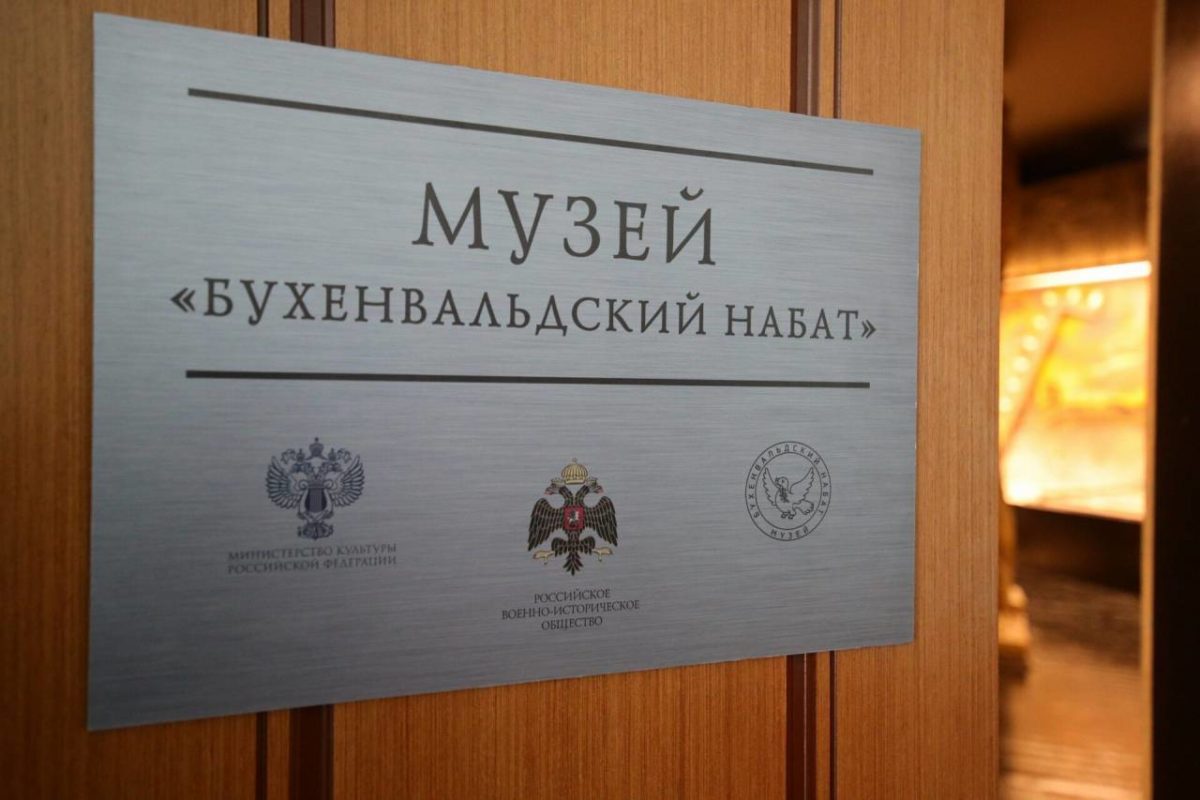 МУЗЕЙ
«БУХЕНВАЛЬДСКИЙ НАБАТ»
МИНИСТЕРСТВО КУЛЬТУРЫ
РОССИЙСКОЙ ФЕДЕРАЦИИ
РОССИЙСКОЕ
ВОЕННО-ИСТОРИЧЕСКОЕ
ОБЩЕСТВО
БУХЕНВАЛЬДСКИЙ НАБАТ
МУЗЕЙ